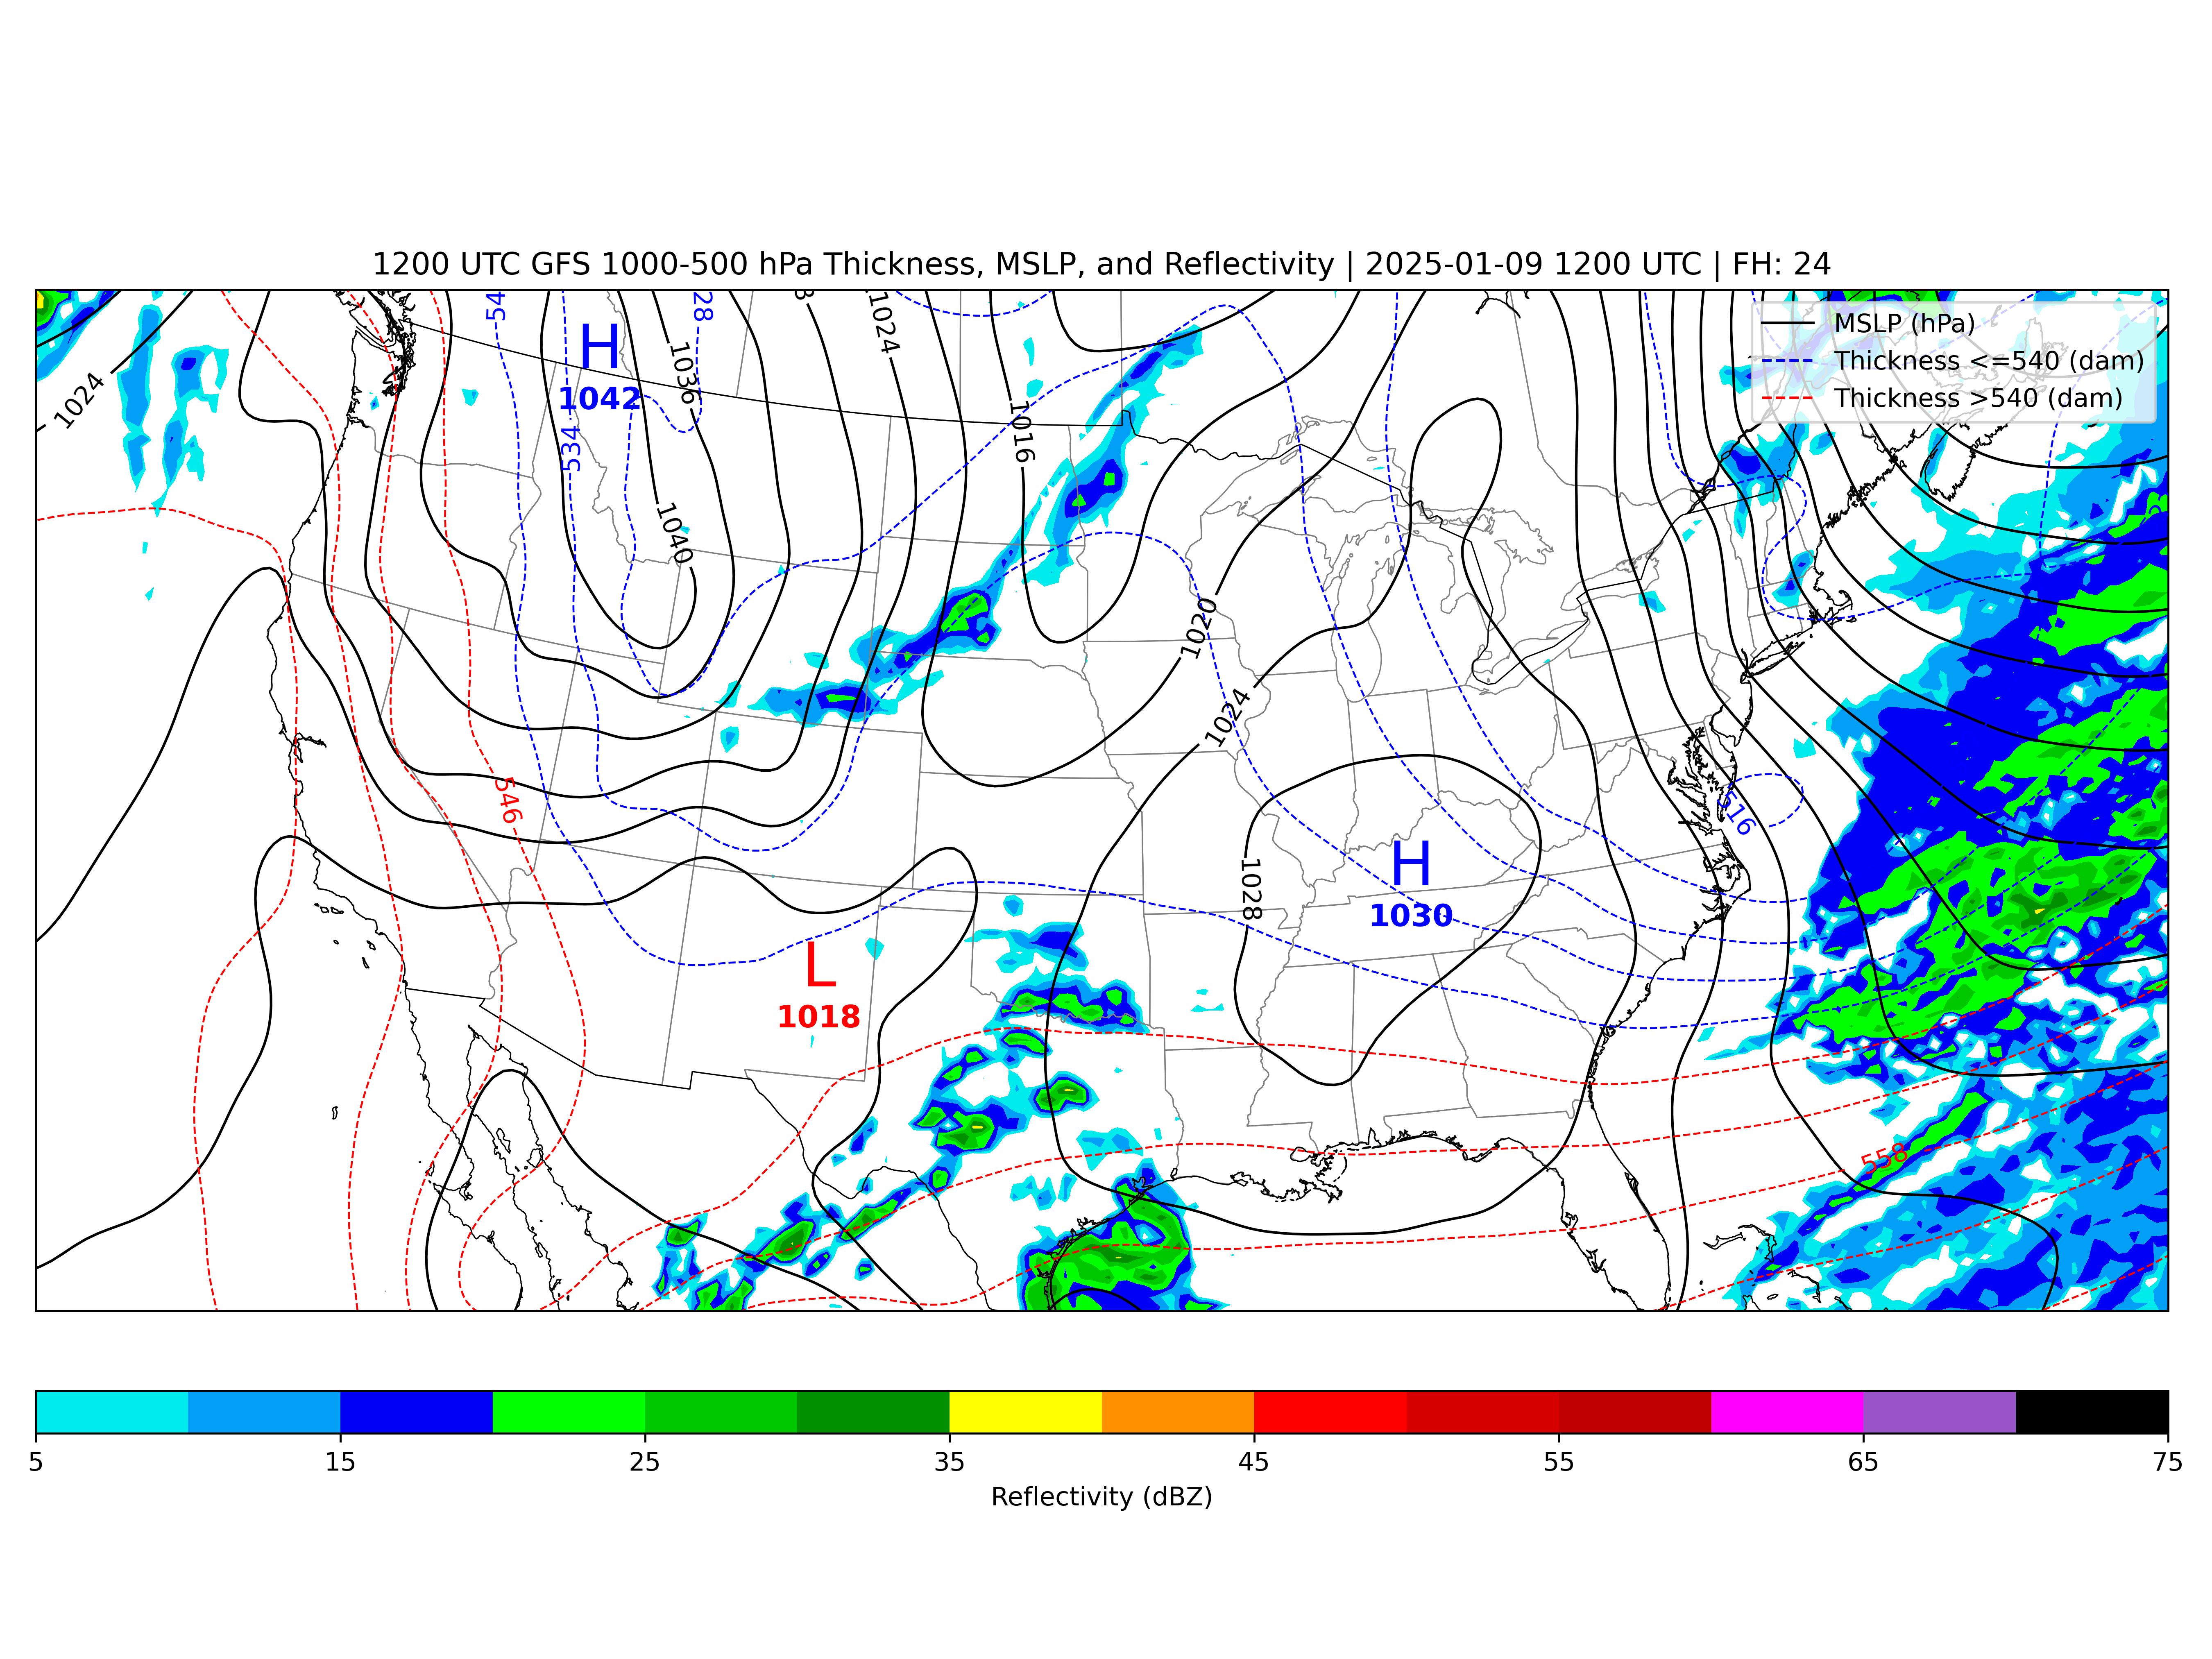 1200 UTC GFS 1000-500 hPa Thickness, MSLP, and Reflectivity | 2025-01-09 1200 UTC | FH: 24
MSLP (hPa)
Thickness <=540 (dam)
Thickness >540 (dam)
1024
1024
1036
1016
1040
534
546
H
1042
1020
1024
1028
H
1030
516
L
1018
558
5
15
25
35
45
55
65
75
Reflectivity (dBZ)